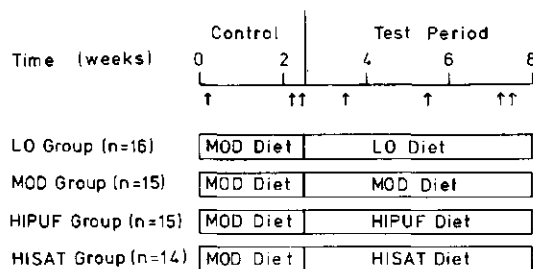 Control Test Period
Time (weeks) 0 2 4 6 8
↑ ↑↑ ↑ ↑ ↑↑
LO Group (n=16) MOD Diet LO Diet
MOD Group (n=15) MOD Diet MOD Diet
HIPUF Group (n=15) MOD Diet HIPUF Diet
HISAT Group (n=14) MOD Diet HISAT Diet